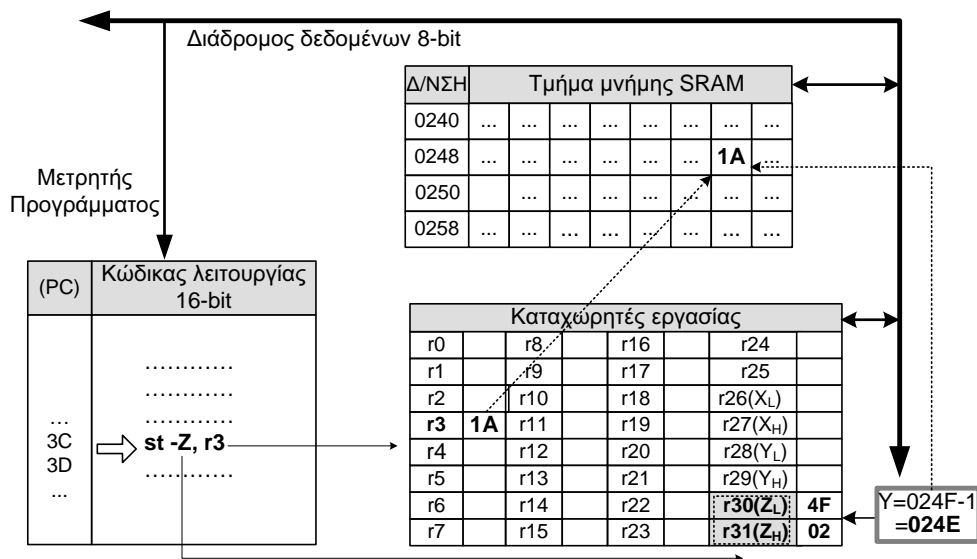 Διάδρομος δεδομένων 8-bit
Δ/ΝΣΗ Τμήμα μνήμης SRAM
0240 ... ... ... ... ... ... ... ...
0248 ... ... ... ... ... ... 1A ...
0250 ... ... ... ... ... ... ...
0258 ... ... ... ... ... ... ... ...
Μετρητής
Προγράμματος
(PC) Κώδικας λειτουργίας
16-bit
............
............
... ............
3C st -Z, r3
3D
... ............
Καταχωρητές εργασίας
r0 r8 r16 r24
r1 r9 r17 r25
r2 r10 r18 r26(XL)
r3 1A r11 r19 r27(XH)
r4 r12 r20 r28(YL)
r5 r13 r21 r29(YH)
r6 r14 r22 r30(ZL) 4F
r7 r15 r23 r31(ZH) 02
Y=024F-1
=024E